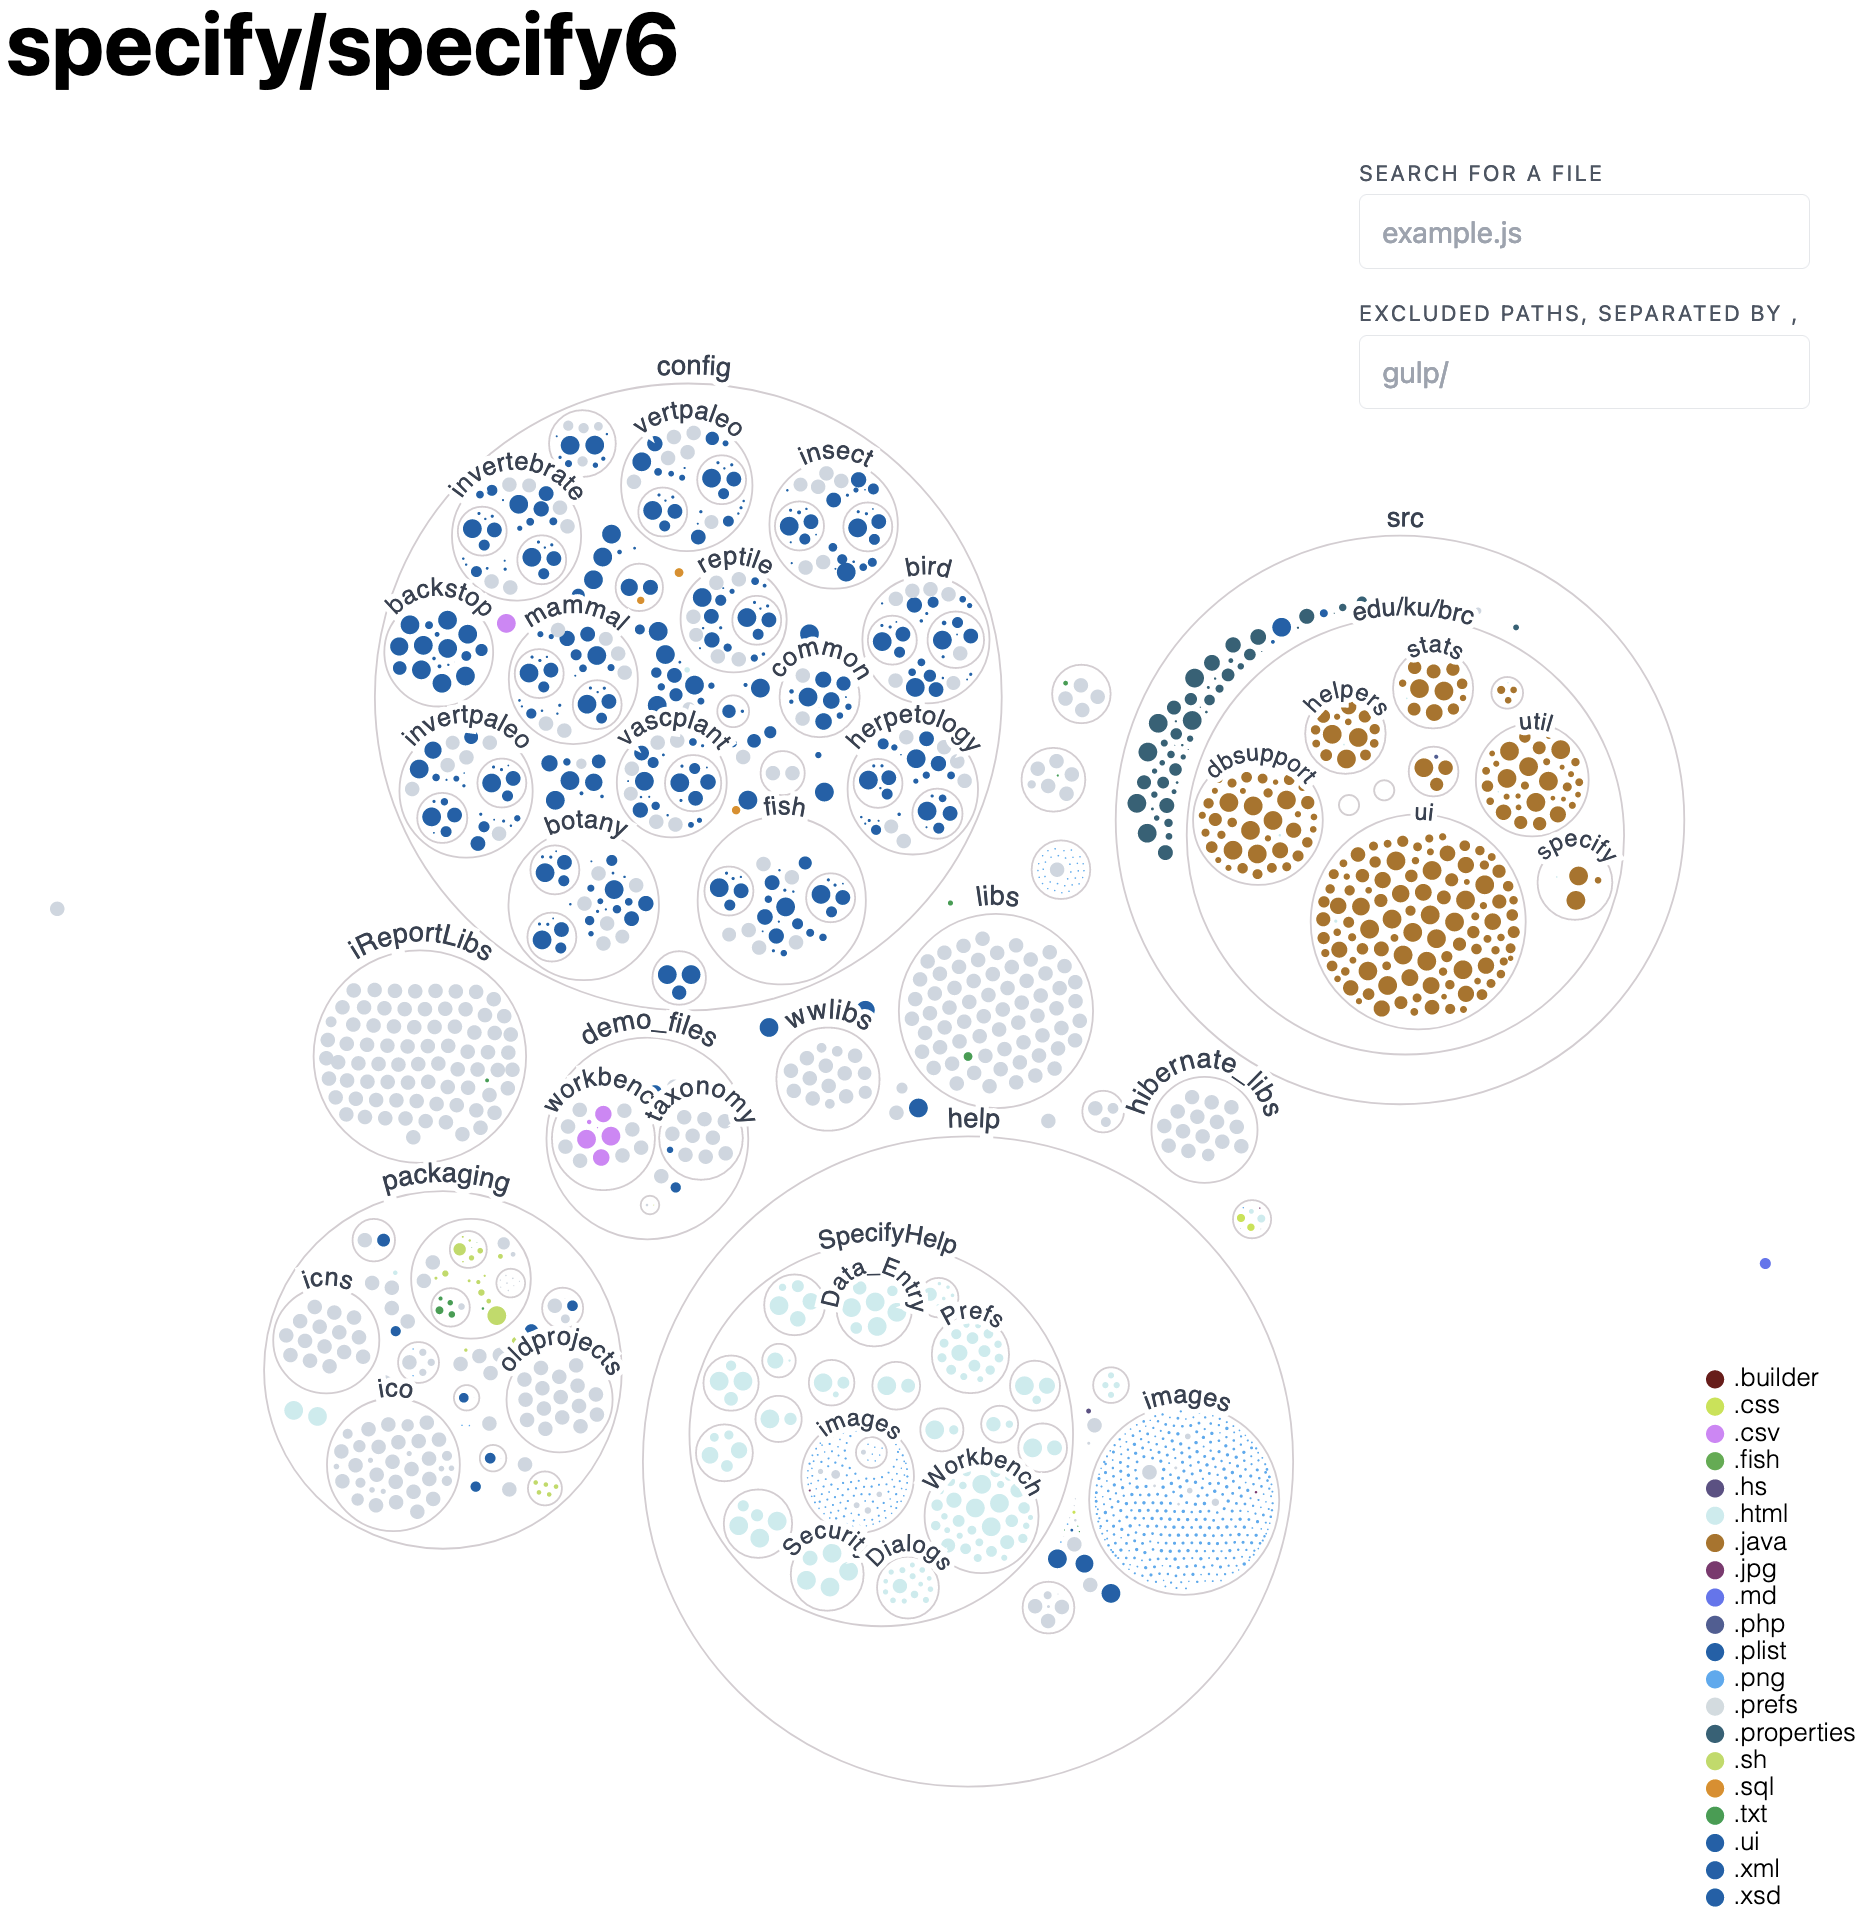 specify/specify6
SEARCH FOR A FILE
example.js
EXCLUDED PATHS, SEPARATED BY ,
gulp/
config
vertpaleo
insect
invertebrate
reptile
bird
backstop
mammal
common
invertpaleo
vascplant
herpetology
botany
fish
src
edu/ku/brc
stats
helpers
util
dbsupport
ui
specify
libs
iReportLibs
wwlibs
demo_files
workbenc
taxonomy
hibernate_libs
help
packaging
icns
oldprojects
ico
SpecifyHelp
Data_Entry
Prefs
images
images
Workbench
Securit
Dialogs
.builder
.css
.csv
.fish
.hs
.html
.java
.jpg
.md
.php
.plist
.png
.prefs
.properties
.sh
.sql
.txt
.ui
.xml
.xsd